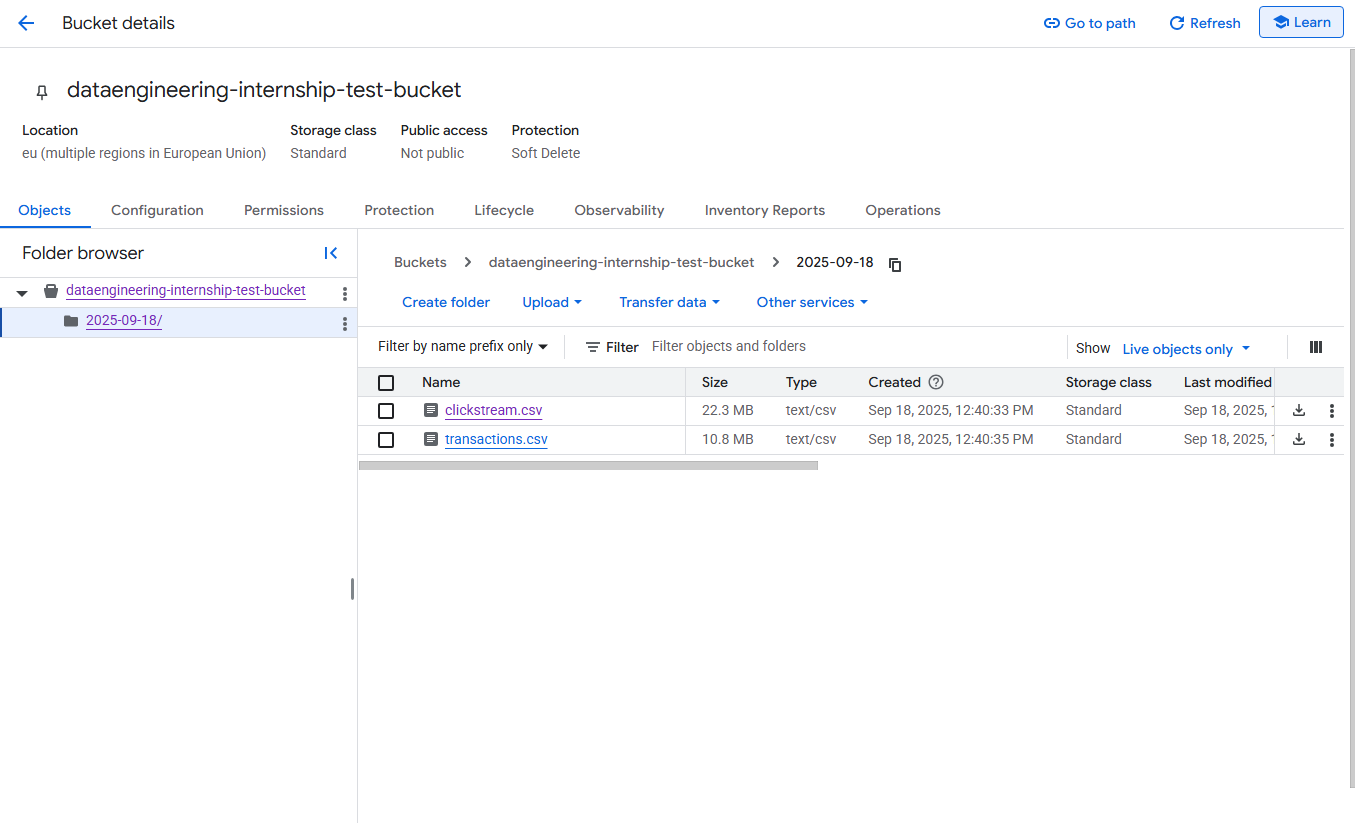 Bucket details
Go to path
Refresh
Learn
dataengineering-internship-test-bucket
Location
Storage class
Public access
Protection
eu (multiple regions in European Union)
Standard
Not public
Soft Delete
Objects
Configuration
Permissions
Protection
Lifecycle
Observability
Inventory Reports
Operations
Folder browser
dataengineering-internship-test-bucket
2025-09-18/
Buckets
dataengineering-internship-test-bucket
2025-09-18
Create folder
Upload
Transfer data
Other services
Filter by name prefix only
Filter
Filter objects and folders
Show
Live objects only
Name
Size
Type
Created
Storage class
Last modified
clickstream.csv
22.3 MB
text/csv
Sep 18, 2025, 12:40:33 PM
Standard
Sep 18, 2025,
transactions.csv
10.8 MB
text/csv
Sep 18, 2025, 12:40:35 PM
Standard
Sep 18, 2025,